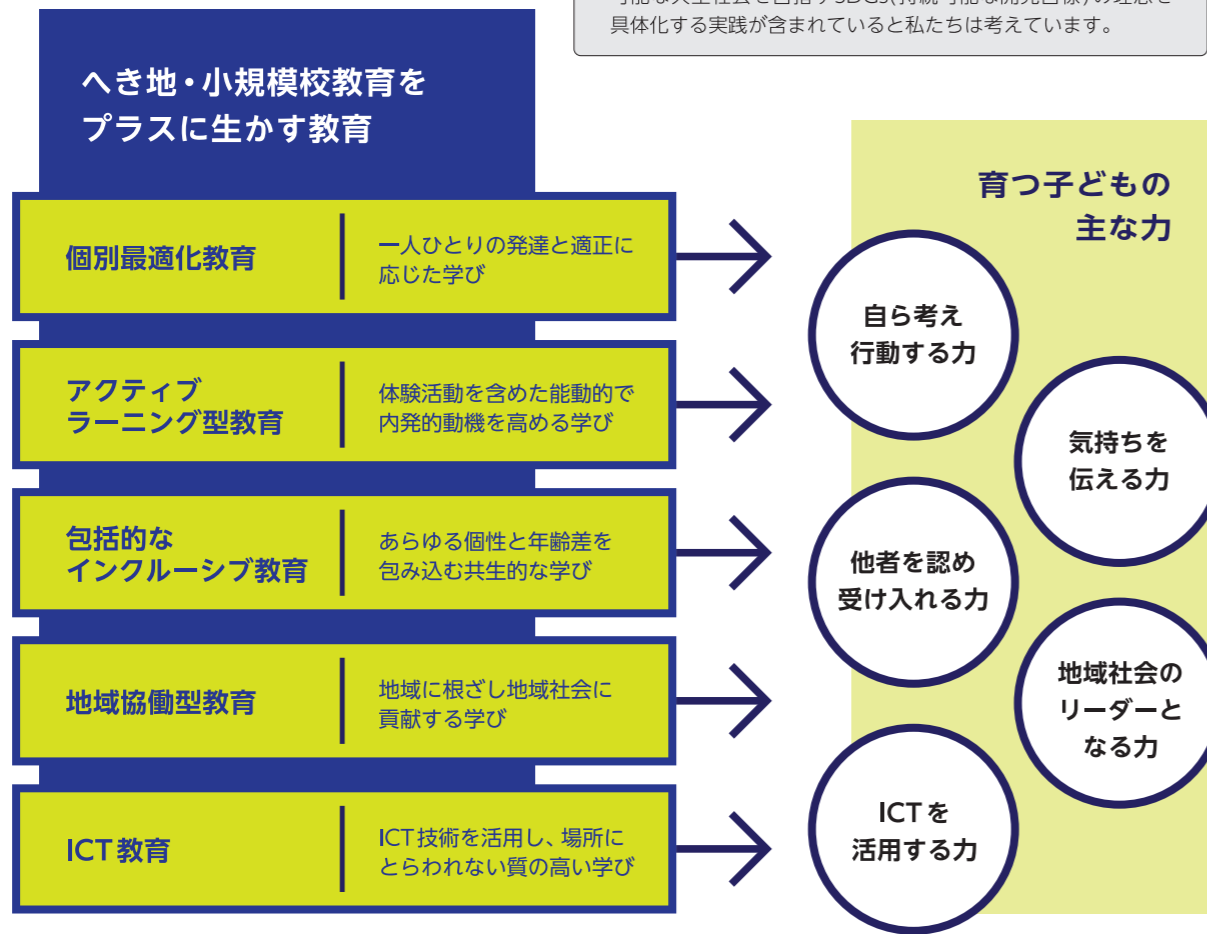 具体化する実践が含まれていると私たちは考えています。
へき地・小規模校教育を
プラスに生かす教育
個別最適化教育
一人ひとりの発達と適正に
応じた学び
アクティブ
ラーニング型教育
体験活動を含めた能動的で
内発的動機を高める学び
包括的な
インクルーシブ教育
あらゆる個性と年齢差を
包み込む共生的な学び
地域協働型教育
地域に根ざし地域社会に
貢献する学び
ICT教育
ICT技術を活用し、場所に
とらわれない質の高い学び
育つ子どもの
主な力
自ら考え
行動する力
気持ちを
伝える力
他者を認め
受け入れる力
地域社会の
リーダーと
なる力
ICTを
活用する力